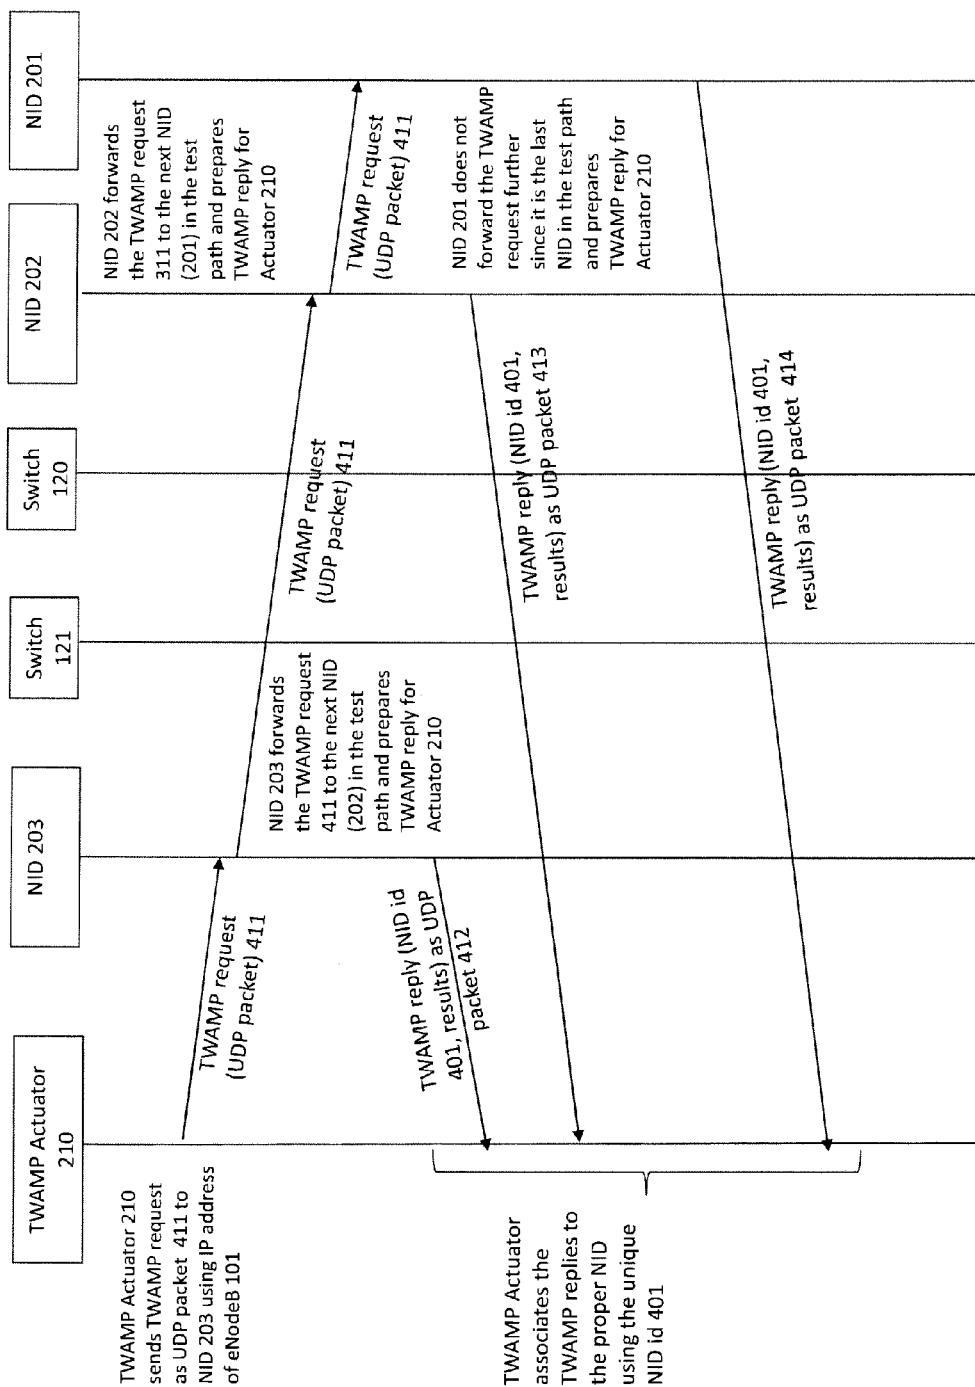 TWAMP Actuator
210
NID 203
Switch
121
Switch
120
NID 202
NID 201
TWAMP Actuator 210
sends TWAMP request
as UDP packet 411 to
NID 203 using IP address
of eNodeB 101
TWAMP request
(UDP packet) 411
NID 203 forwards
the TWAMP request
411 to the next NID
(202) in the test
path and prepares
TWAMP reply for
Actuator 210
TWAMP request
(UDP packet) 411
NID 202 forwards
the TWAMP request
311 to the next NID
(201) in the test
path and prepares
TWAMP reply for
Actuator 210
TWAMP request
(UDP packet) 411
NID 201 does not
forward the TWAMP
request further
since it is the last
NID in the test path
and prepares
TWAMP reply for
Actuator 210
TWAMP reply (NID id
401, results) as UDP
packet 412
TWAMP reply (NID id 401,
results) as UDP packet 413
TWAMP reply (NID id 401,
results) as UDP packet 414
TWAMP Actuator
associates the
TWAMP replies to
the proper NID
using the unique
NID id 401